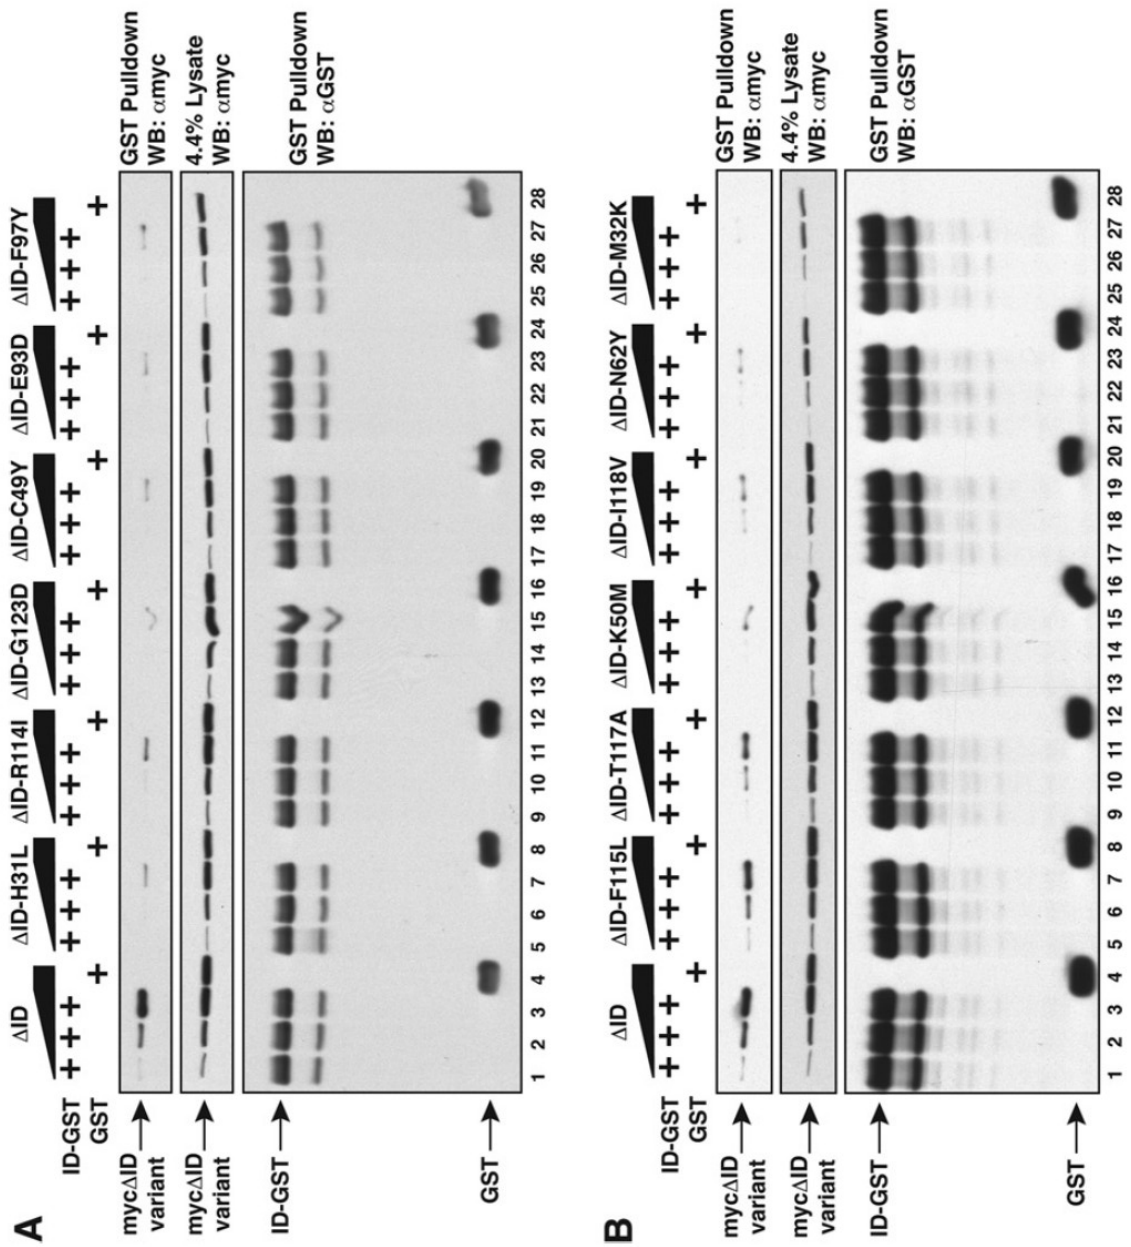 A
ΔID
ΔID-H31L
ΔID-R114I
ΔID-G123D
ΔID-C49Y
ΔID-E93D
ΔID-F97Y
ID-GST + + + + + + + + + + + + + + + + + + + + +
GST + + + + + + +
mycΔID
variant
GST Pulldown
WB: αmyc
mycΔID
variant
4.4% Lysate
WB: αmyc
ID-GST
GST Pulldown
WB: αGST
GST
1 2 3 4 5 6 7 8 9 10 11 12 13 14 15 16 17 18 19 20 21 22 23 24 25 26 27 28
B
ΔID
ΔID-F115L
ΔID-T117A
ΔID-K50M
ΔID-I118V
ΔID-N62Y
ΔID-M32K
ID-GST + + + + + + + + + + + + + + + + + + + + +
GST + + + + + + +
mycΔID
variant
GST Pulldown
WB: αmyc
mycΔID
variant
4.4% Lysate
WB: αmyc
ID-GST
GST Pulldown
WB: αGST
GST
1 2 3 4 5 6 7 8 9 10 11 12 13 14 15 16 17 18 19 20 21 22 23 24 25 26 27 28